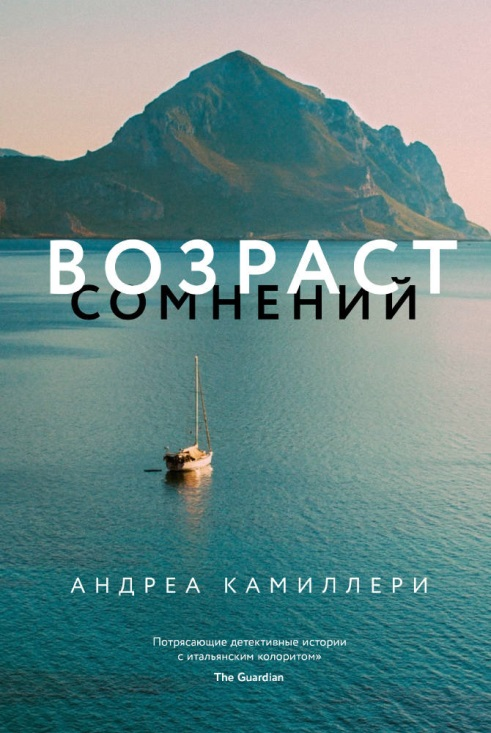 ВОЗРАСТ
СОМНЕНИЙ
АНДРЕА КАМИЛЛЕРИ
Потрясающие детективные истории
с итальянским колоритом»
The Guardian